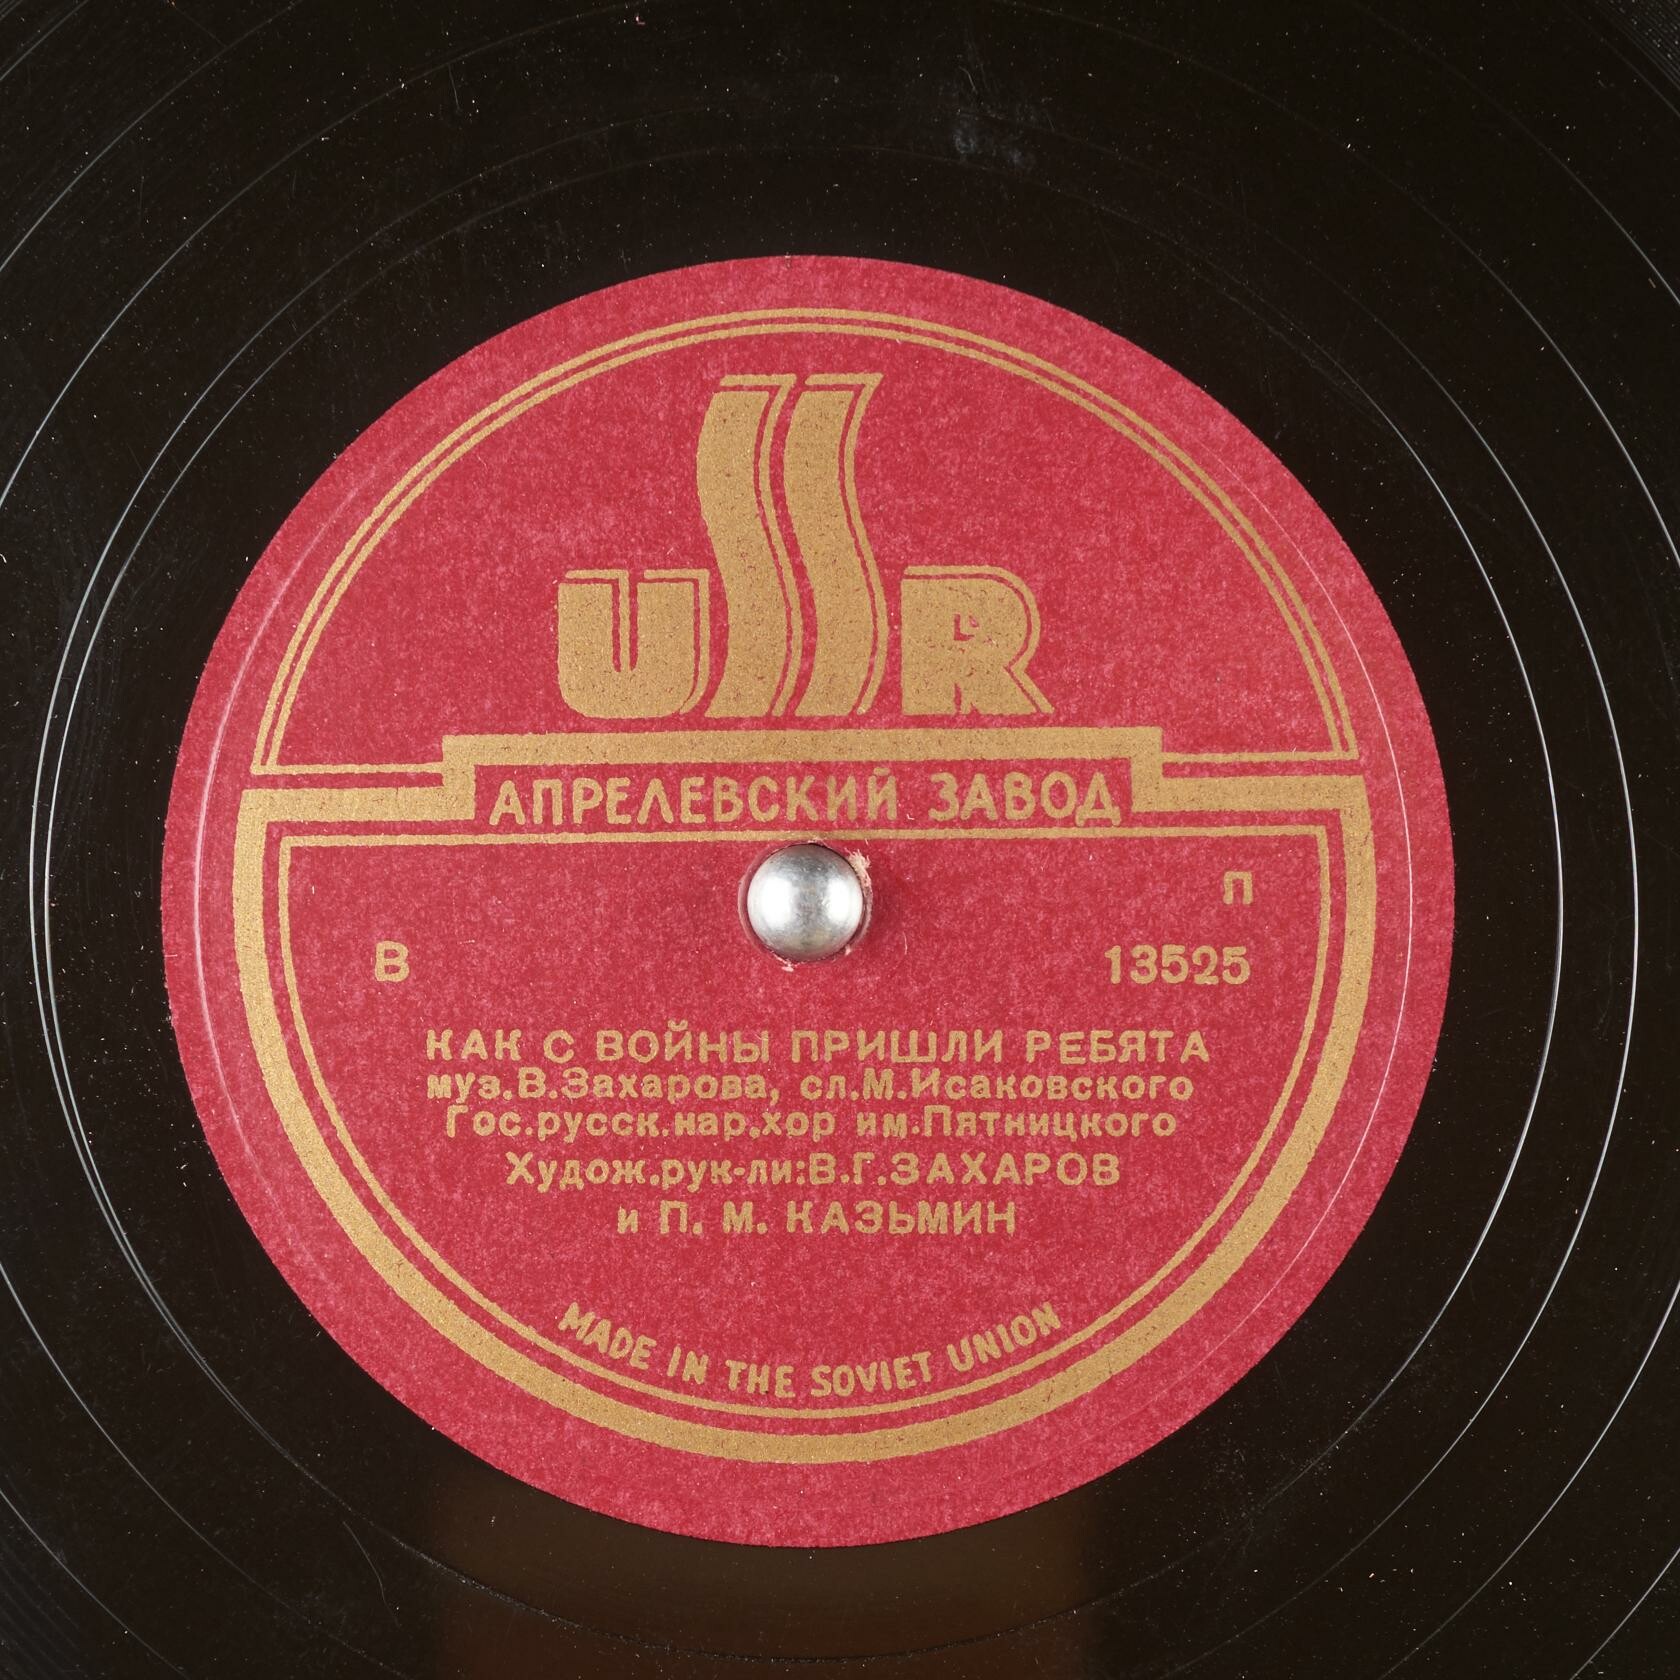 USSR
АПРЕЛЕВСКИЙ ЗАВОД
П
В 13525
КАК С ВОЙНЫ ПРИШЛИ РЕБЯТА
муз.В.Захарова, сл.М.Исаковского
Гос.русск.нар.хор им.Пятницкого
Худож.рук-ли:В.Г.ЗАХАРОВ
и П. М. КАЗЬМИН
MADE IN THE SOVIET UNION